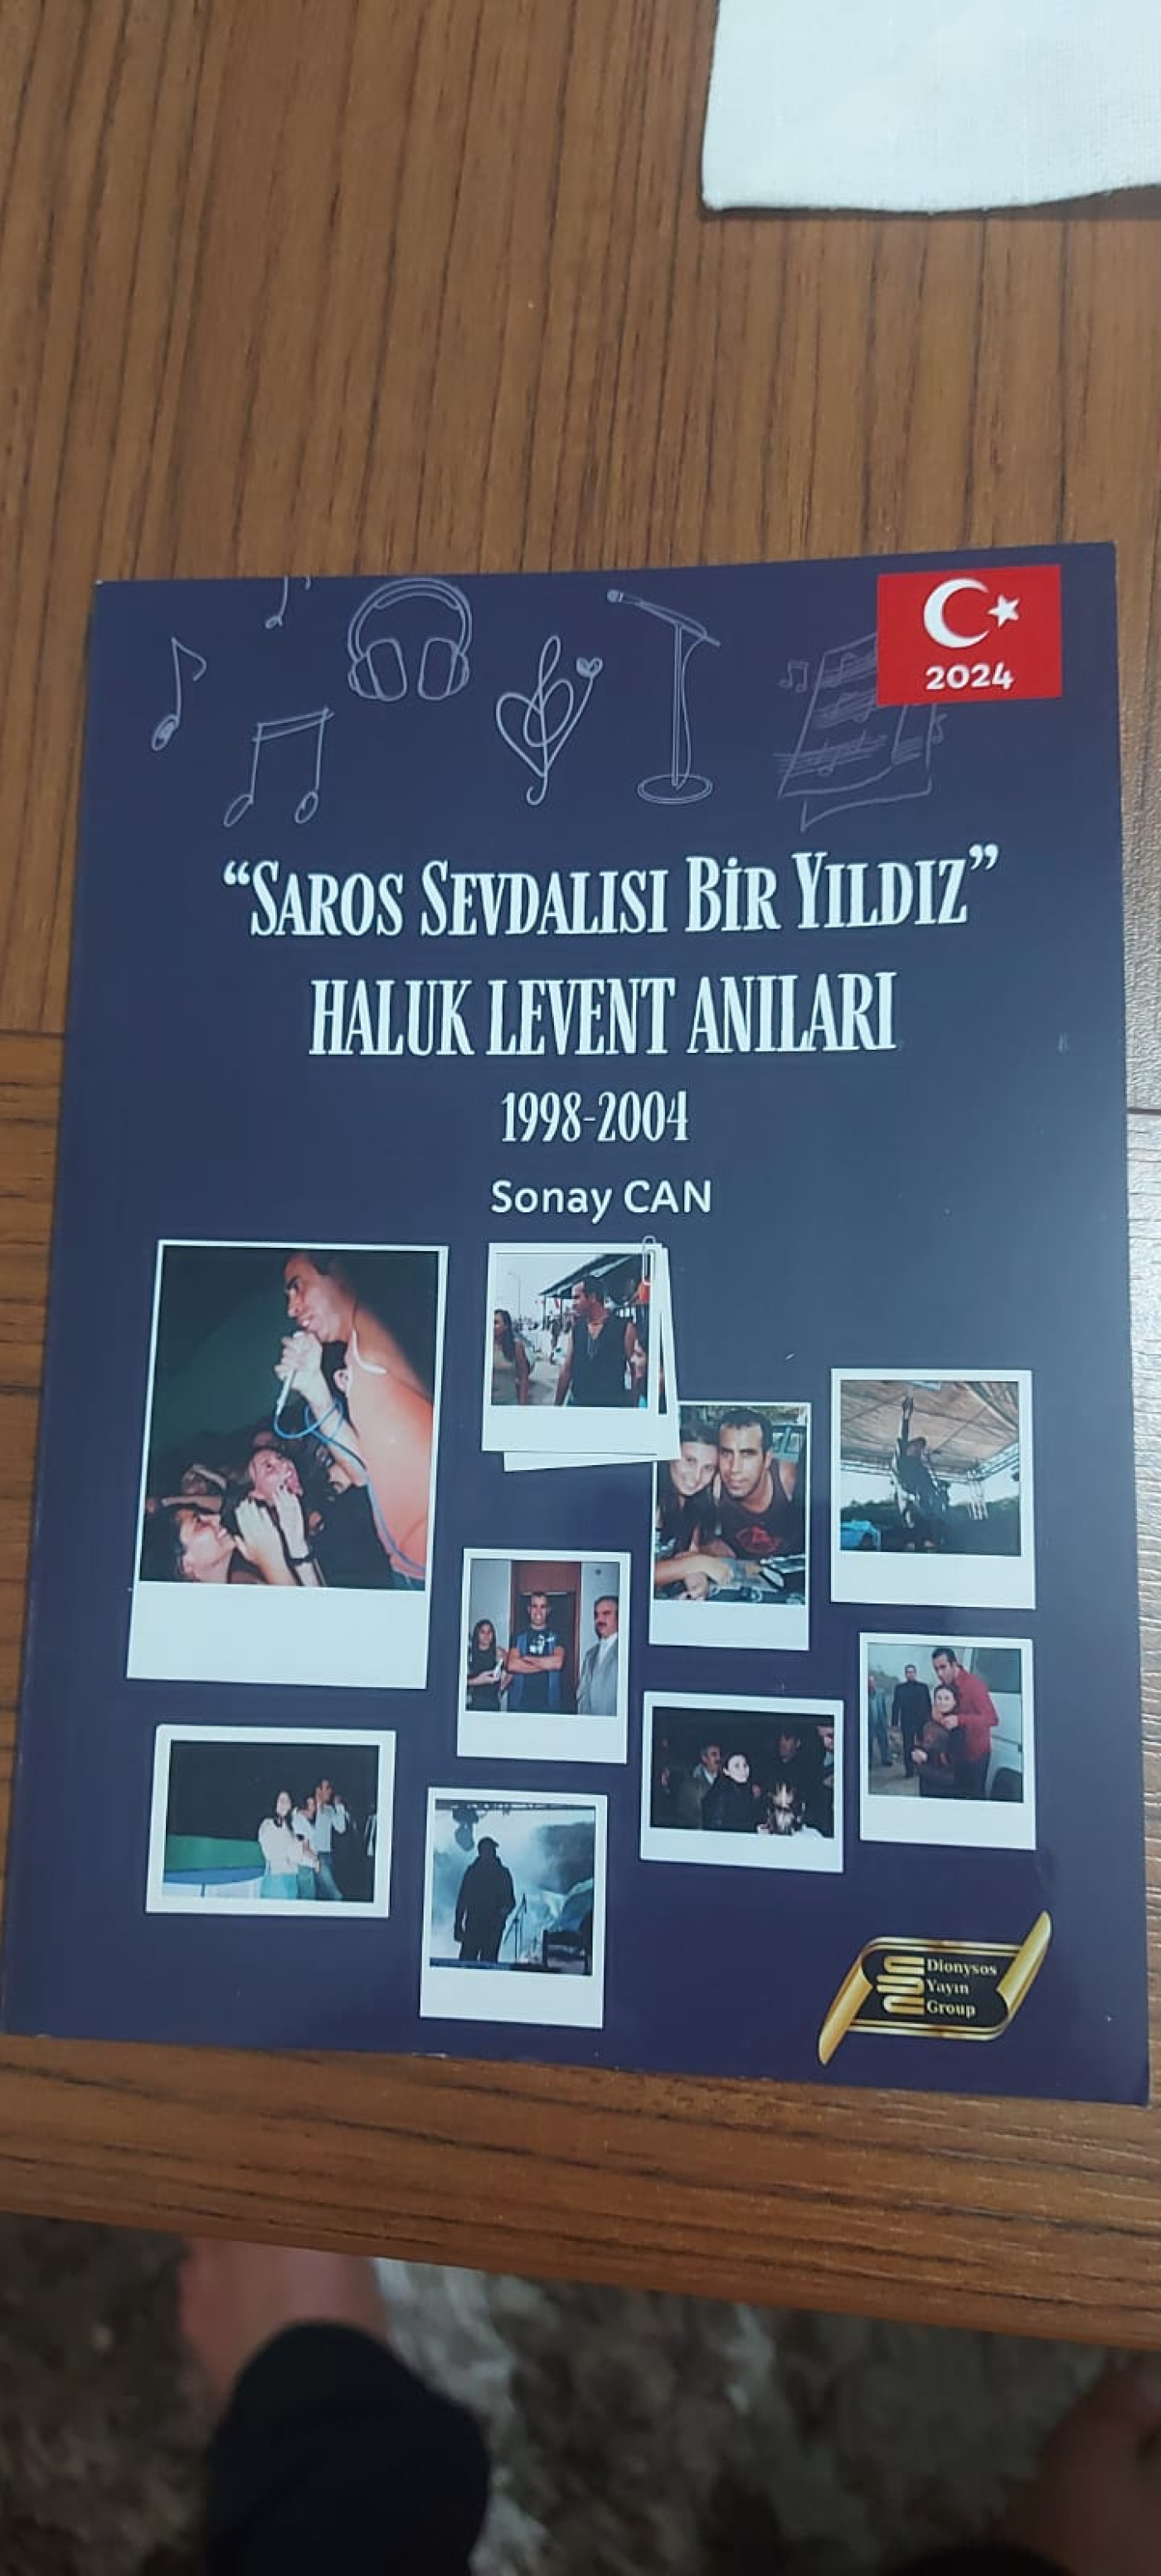 2024
“SAROS SEVDALISI BİR YILDIZ”
HALUK LEVENT ANILARI
1998-2004
Sonay CAN
Dionysos
Yayın
Group